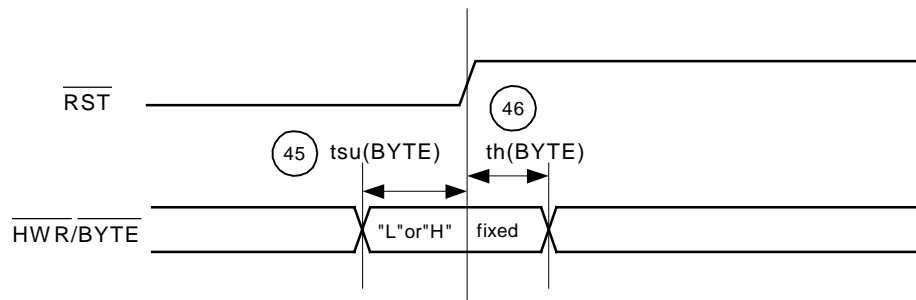 RST
46
45 tsu(BYTE) th(BYTE)
HWR/BYTE "L"or"H" fixed